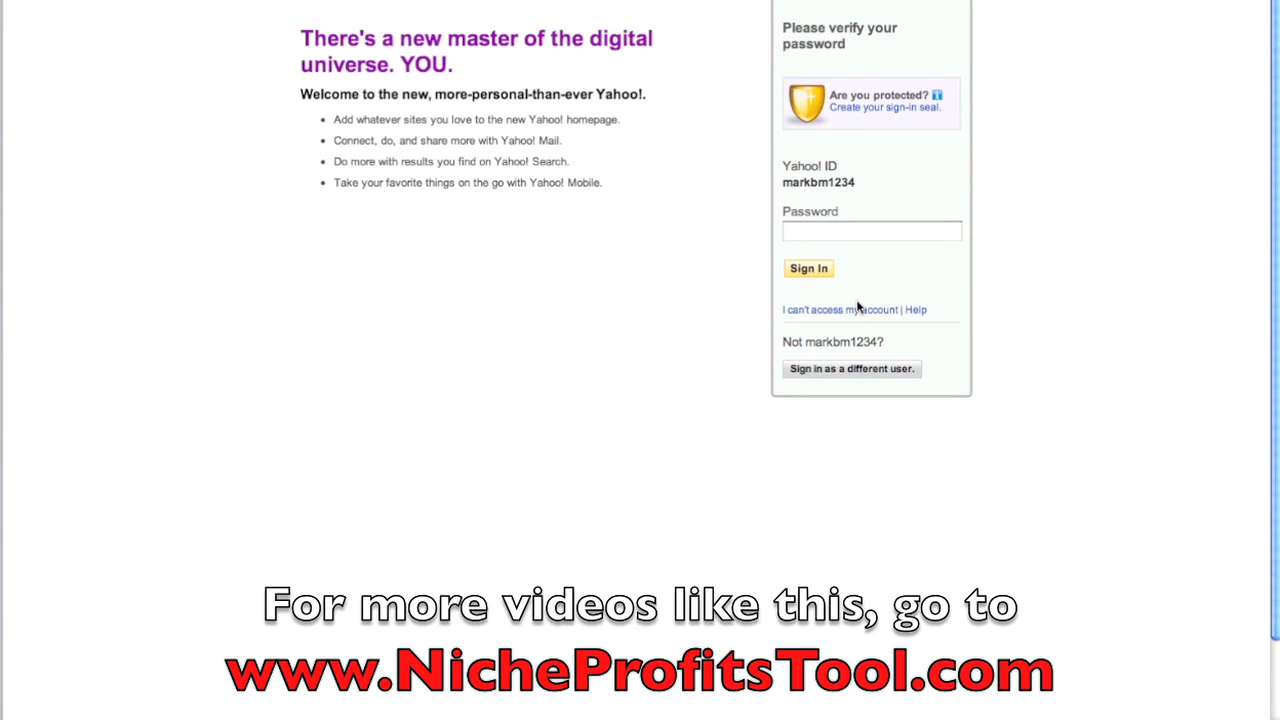 There's a new master of the digital
universe. YOU.
Welcome to the new, more-personal-than-ever Yahoo!.
Add whatever sites you love to the new Yahoo! homepage.
Connect, do, and share more with Yahoo! Mail.
Do more with results you find on Yahoo! Search.
Take your favorite things on the go with Yahoo! Mobile.
Please verify your
password
Are you protected?
Create your sign-in seal.
Yahoo! ID
markbm1234
Password
Sign In
I can't access my account | Help
Not markbm1234?
Sign in as a different user.
For more videos like this, go to
www.NicheProfitsTool.com